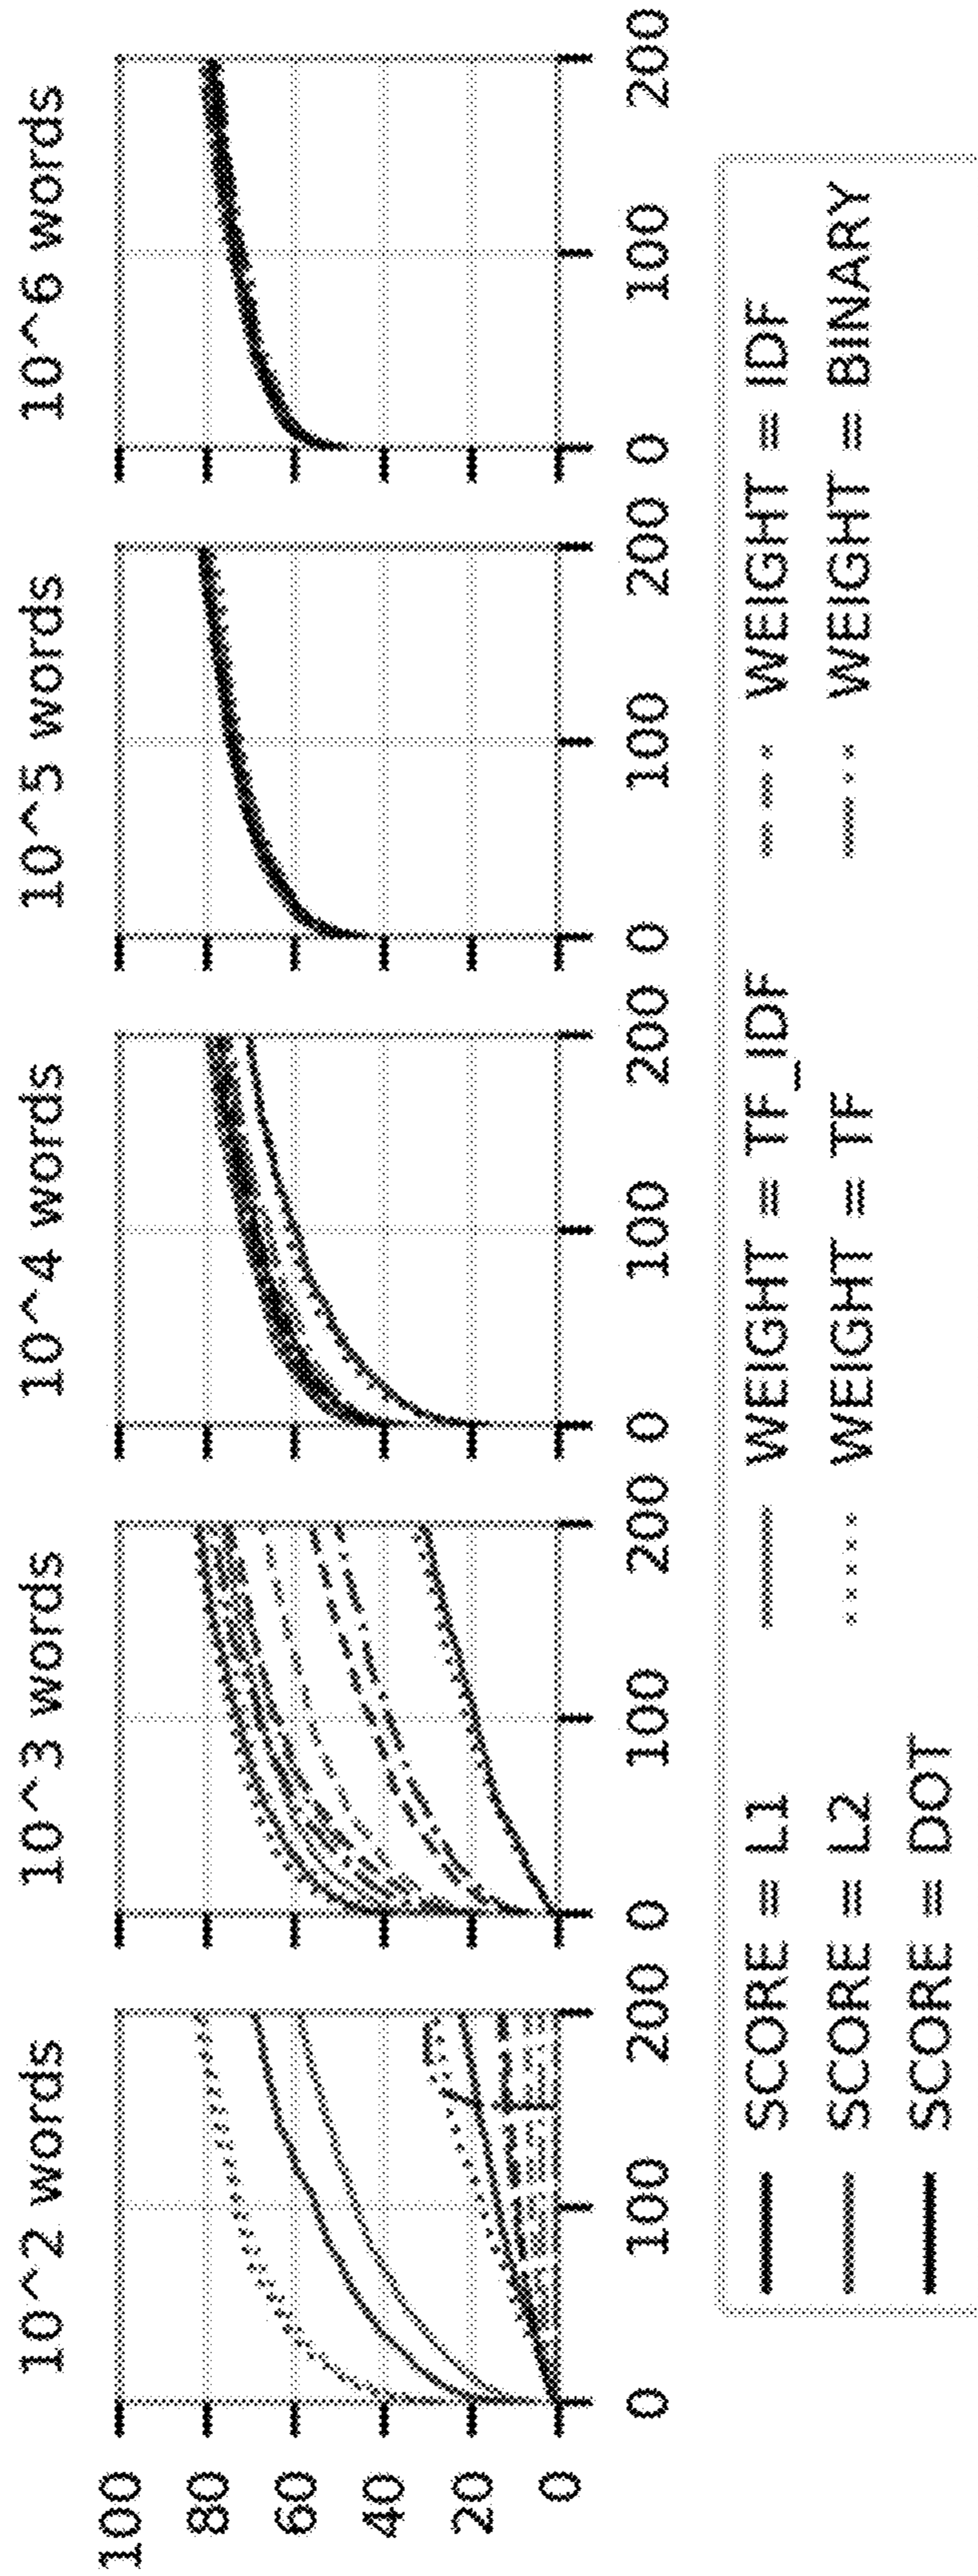 10^2 words 10^3 words 10^4 words 10^5 words 10^6 words
100
80
60
40
20
0
0 100 200 0 100 200 0 100 200 0 100 200 0 100 200
SCORE = L1 WEIGHT = TF_IDF WEIGHT = IDF
SCORE = L2 WEIGHT = TF WEIGHT = BINARY
SCORE = DOT